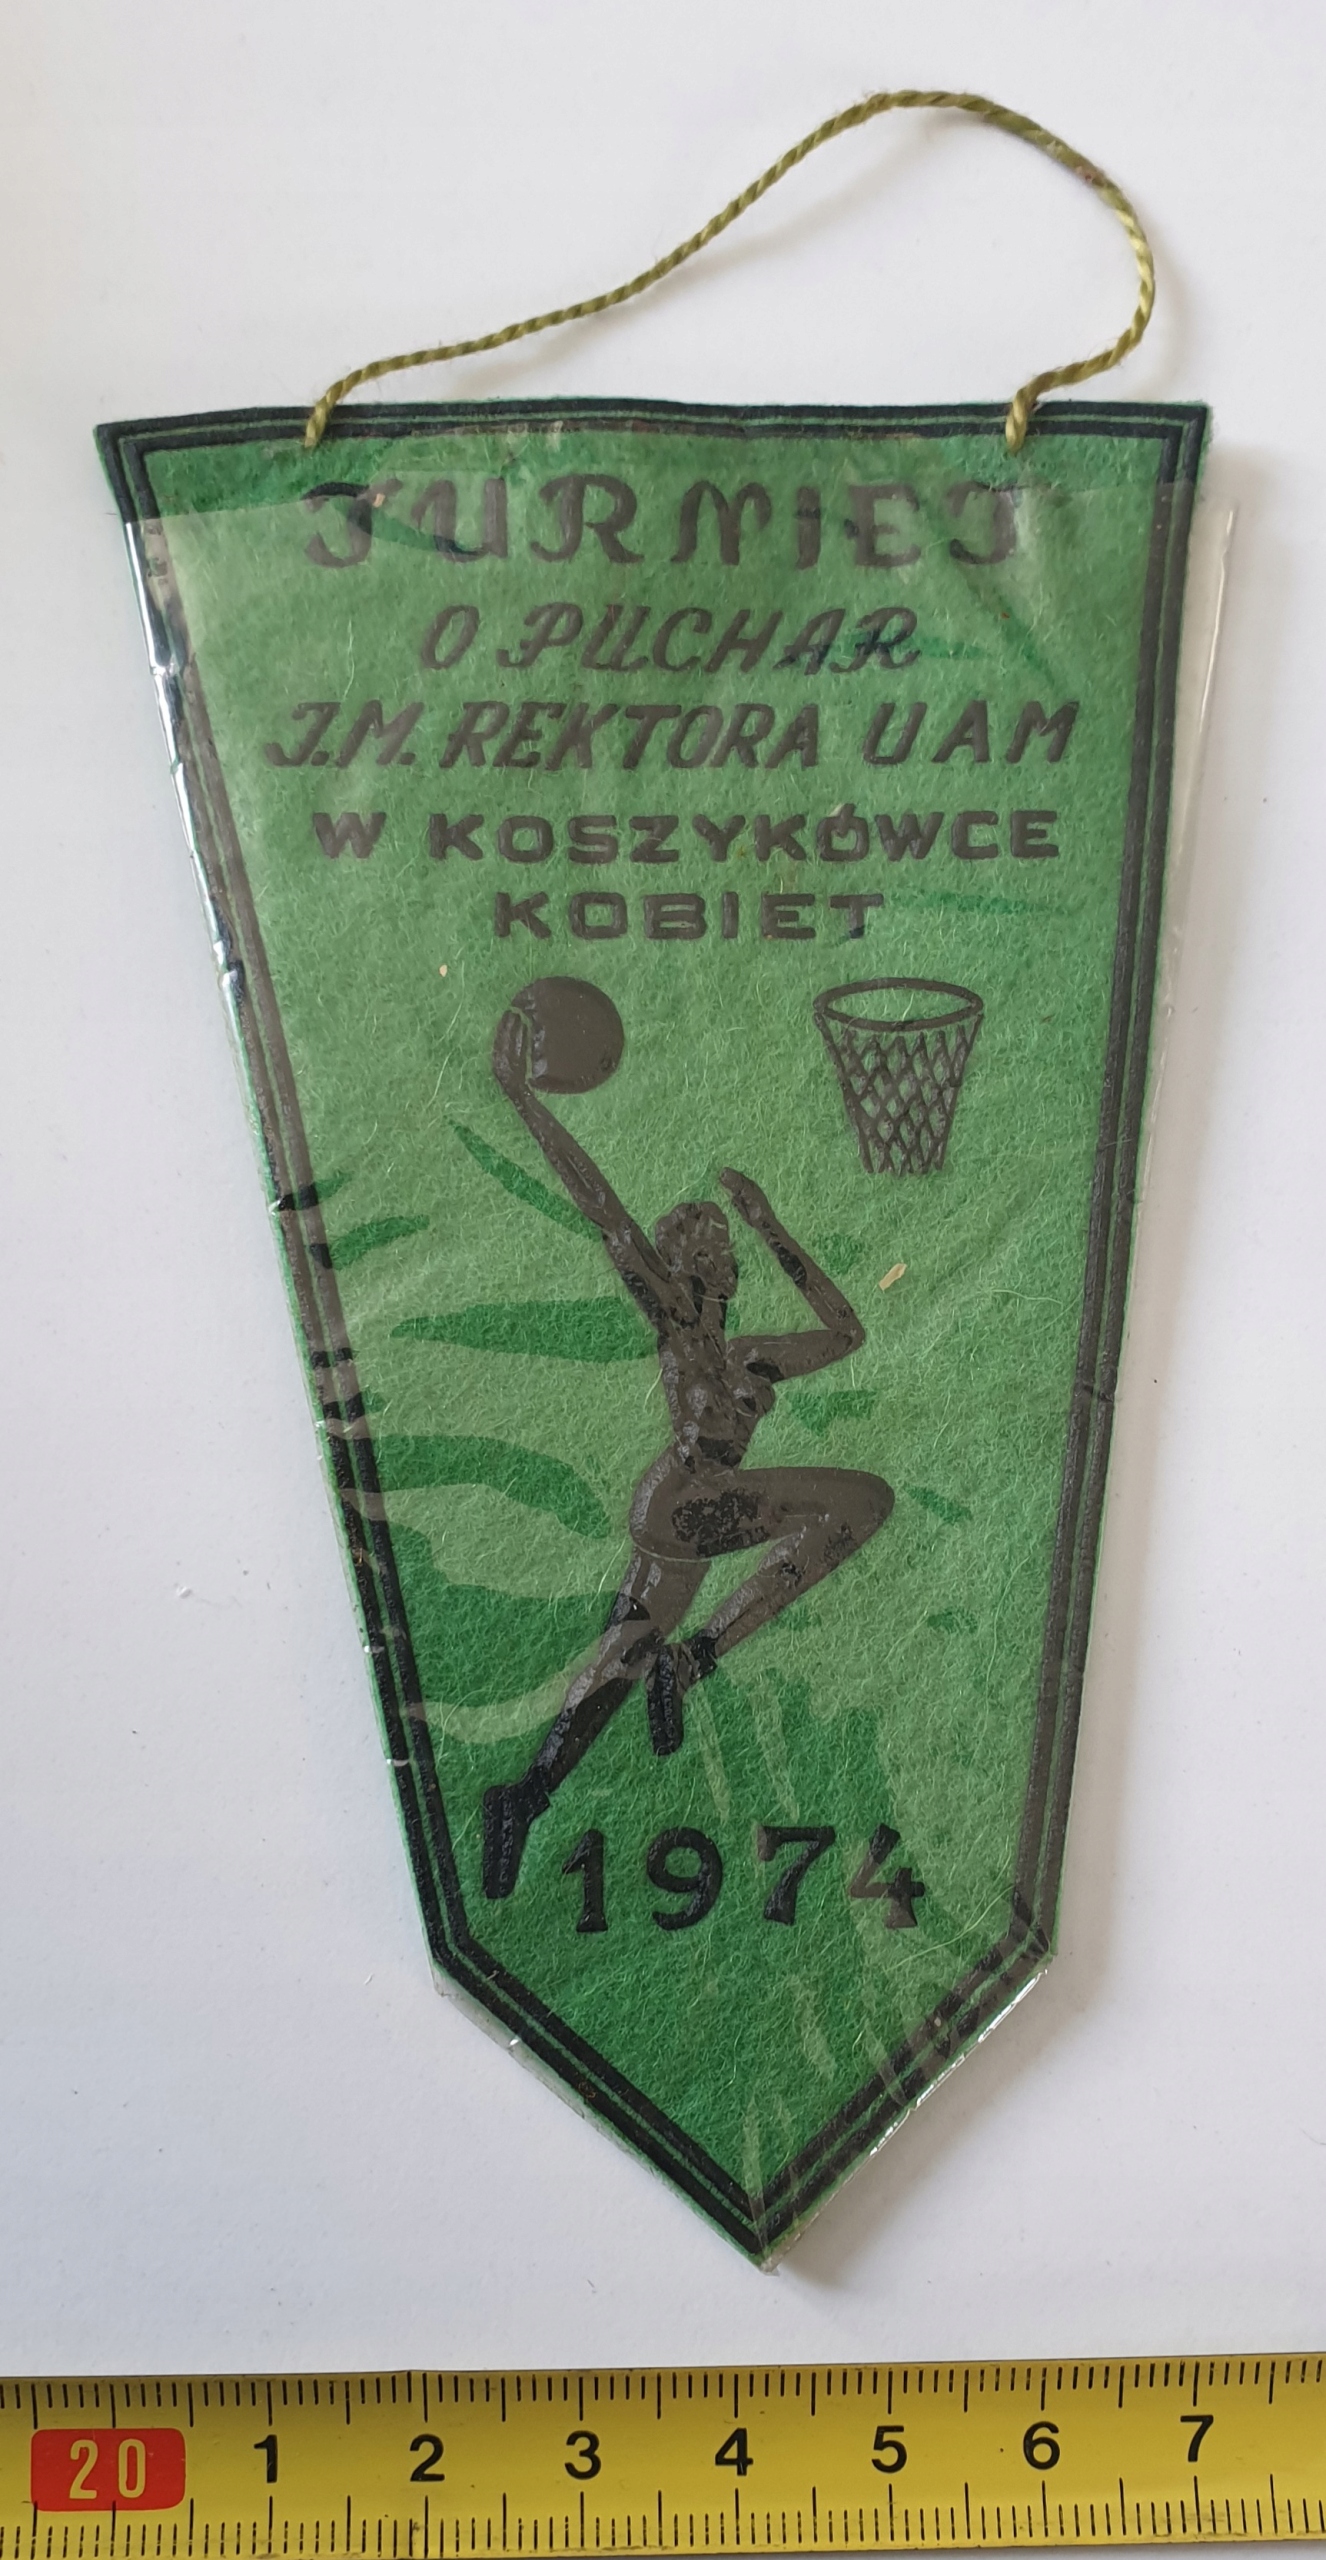 TURNIEJ
O PUCHAR
J.M. REKTORA UAM
W KOSZYKÓWCE
KOBIET
1974
20 1 2 3 4 5 6 7